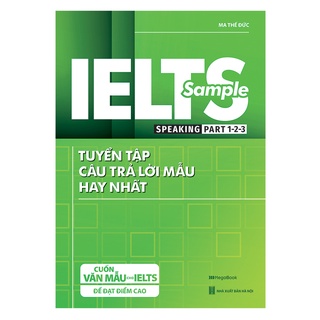 MA THẾ ĐỨC
IELTS
Sample
SPEAKING PART 1-2-3
TUYỂN TẬP
CÂU TRẢ LỜI MẪU
HAY NHẤT
CUỐN
VĂN MẪU CHO IELTS
ĐỂ ĐẠT ĐIỂM CAO
MegaBook
NHÀ XUẤT BẢN HÀ NỘI